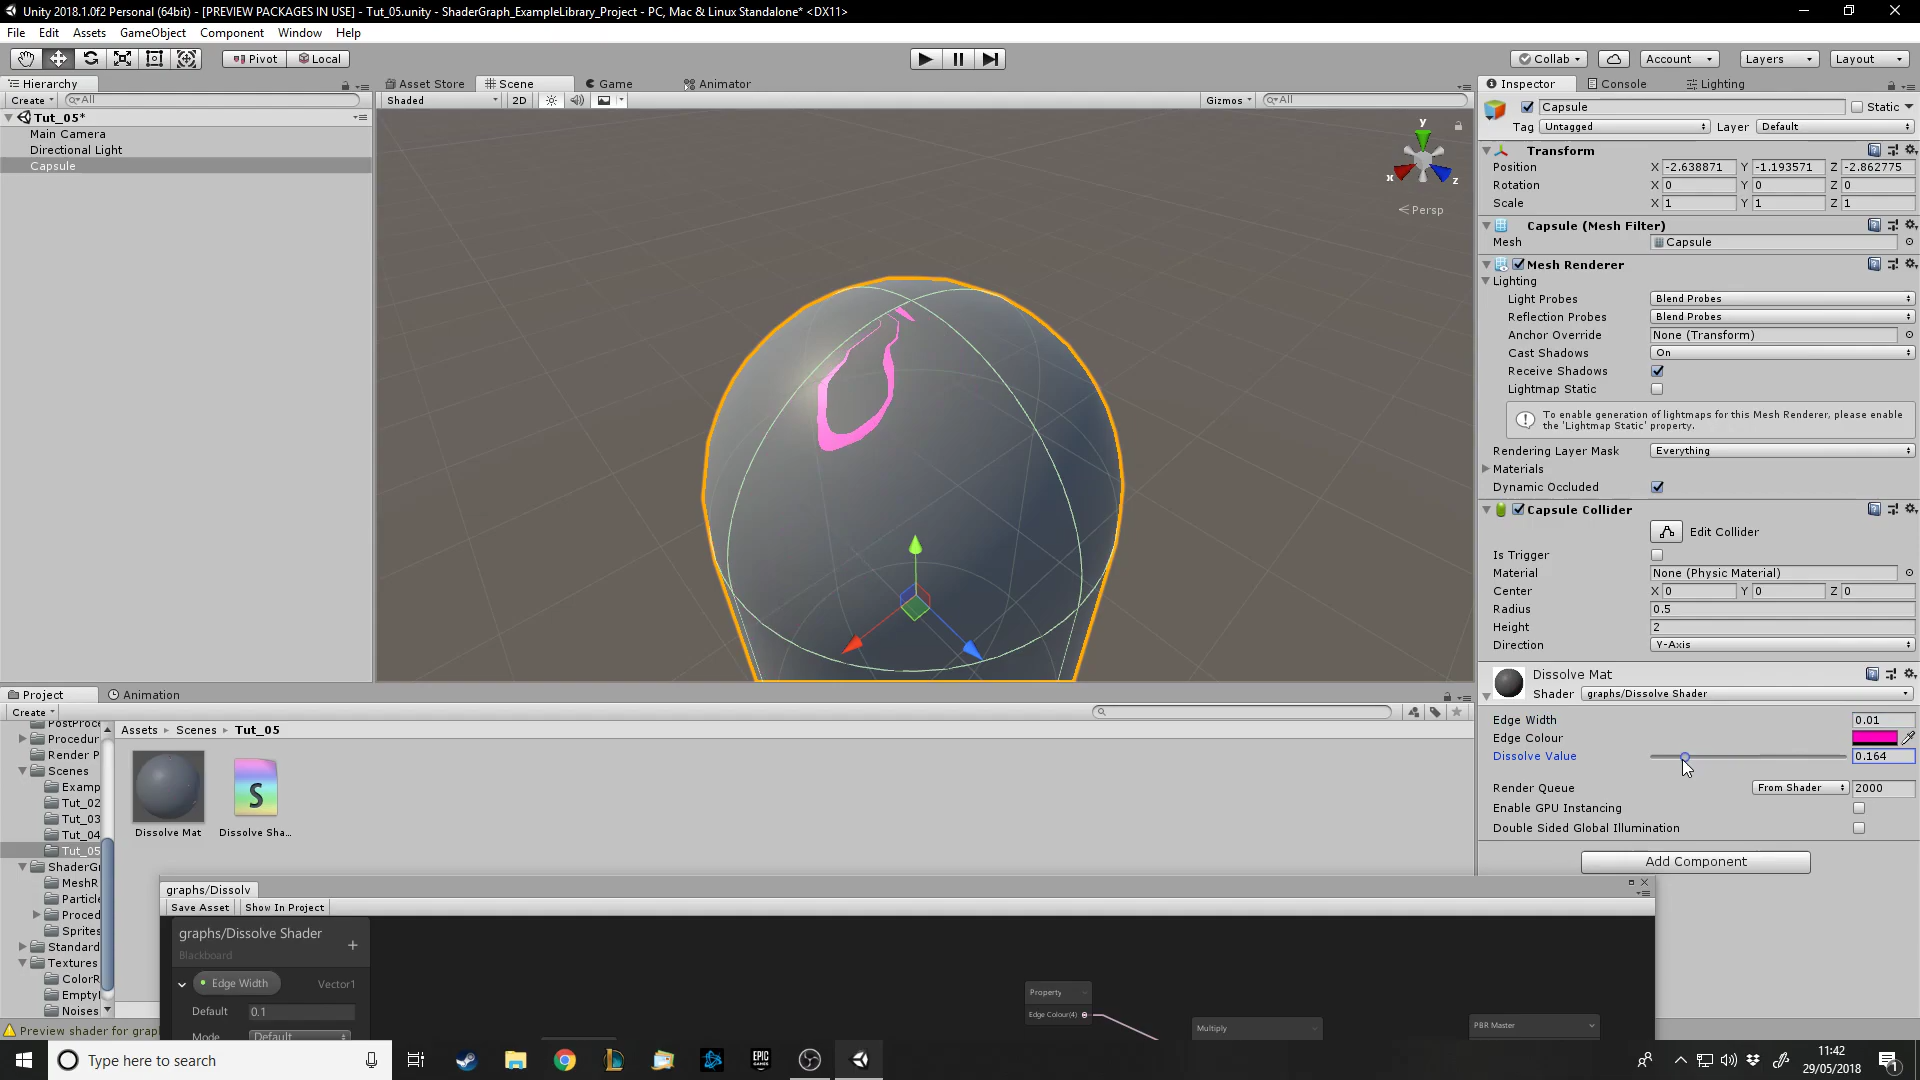 Unity 2018.1.0f2 Personal (64bit) - [PREVIEW PACKAGES IN USE] - Tut_05.unity - ShaderGraph_ExampleLibrary_Project - PC, Mac & Linux Standalone* <DX11>
File Edit Assets GameObject Component Window Help
Pivot Local Collab Account Layers Layout
Hierarchy Asset Store Scene Game Animator Inspector Console Lighting
Create All Shaded 2D Gizmos All Capsule Static
Tut_05*
Main Camera
Directional Light
Capsule
y
x
z
Persp
Tag Untagged Layer Default
Transform
Position X -2.638871 Y -1.193571 Z -2.862775
Rotation X 0 Y 0 Z 0
Scale X 1 Y 1 Z 1
Capsule (Mesh Filter)
Mesh Capsule
Mesh Renderer
Lighting
Light Probes Blend Probes
Reflection Probes Blend Probes
Anchor Override None (Transform)
Cast Shadows On
Receive Shadows
Lightmap Static
To enable generation of lightmaps for this Mesh Renderer, please enable
the 'Lightmap Static' property.
Rendering Layer Mask Everything
Materials
Dynamic Occluded
Capsule Collider
Edit Collider
Is Trigger
Material None (Physic Material)
Center X 0 Y 0 Z 0
Radius 0.5
Height 2
Direction Y-Axis
Dissolve Mat
Shader graphs/Dissolve Shader
Edge Width 0.01
Edge Colour
Dissolve Value 0.164
Render Queue From Shader 2000
Enable GPU Instancing
Double Sided Global Illumination
Add Component
Project Animation
Create
PostProce
Procedur
Render P
Scenes
Examp
Tut_02
Tut_03
Tut_04
Tut_05
ShaderGr
MeshR
Particle
Proced
Sprites
Standard
Textures
ColorR
EmptyI
Noises
Assets Scenes Tut_05
Dissolve Mat Dissolve Sha...
graphs/Dissolv
Save Asset Show In Project
graphs/Dissolve Shader
Blackboard
Edge Width Vector1
Default 0.1
Mode Default
Property
Edge Colour(4)
Multiply
PBR Master
Preview shader for grap
Type here to search
EPIC GAMES
11:42
29/05/2018
1